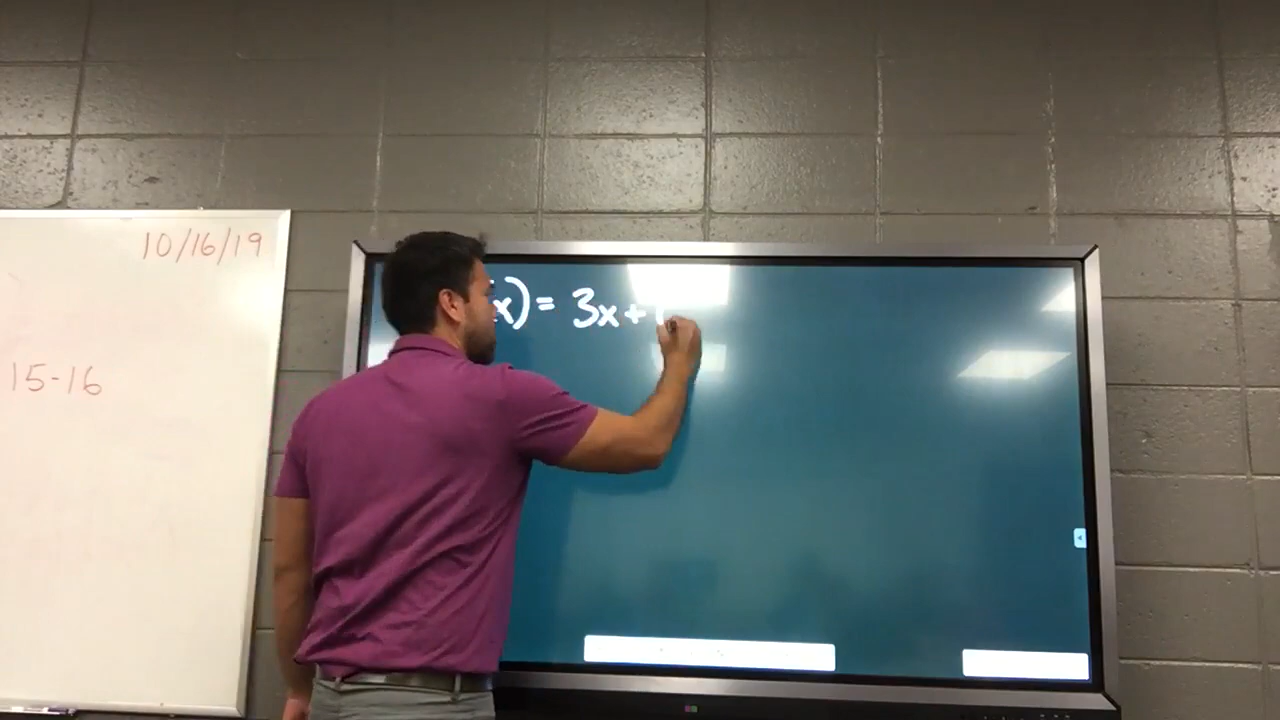 10/16/19
15-16
x) = 3x+